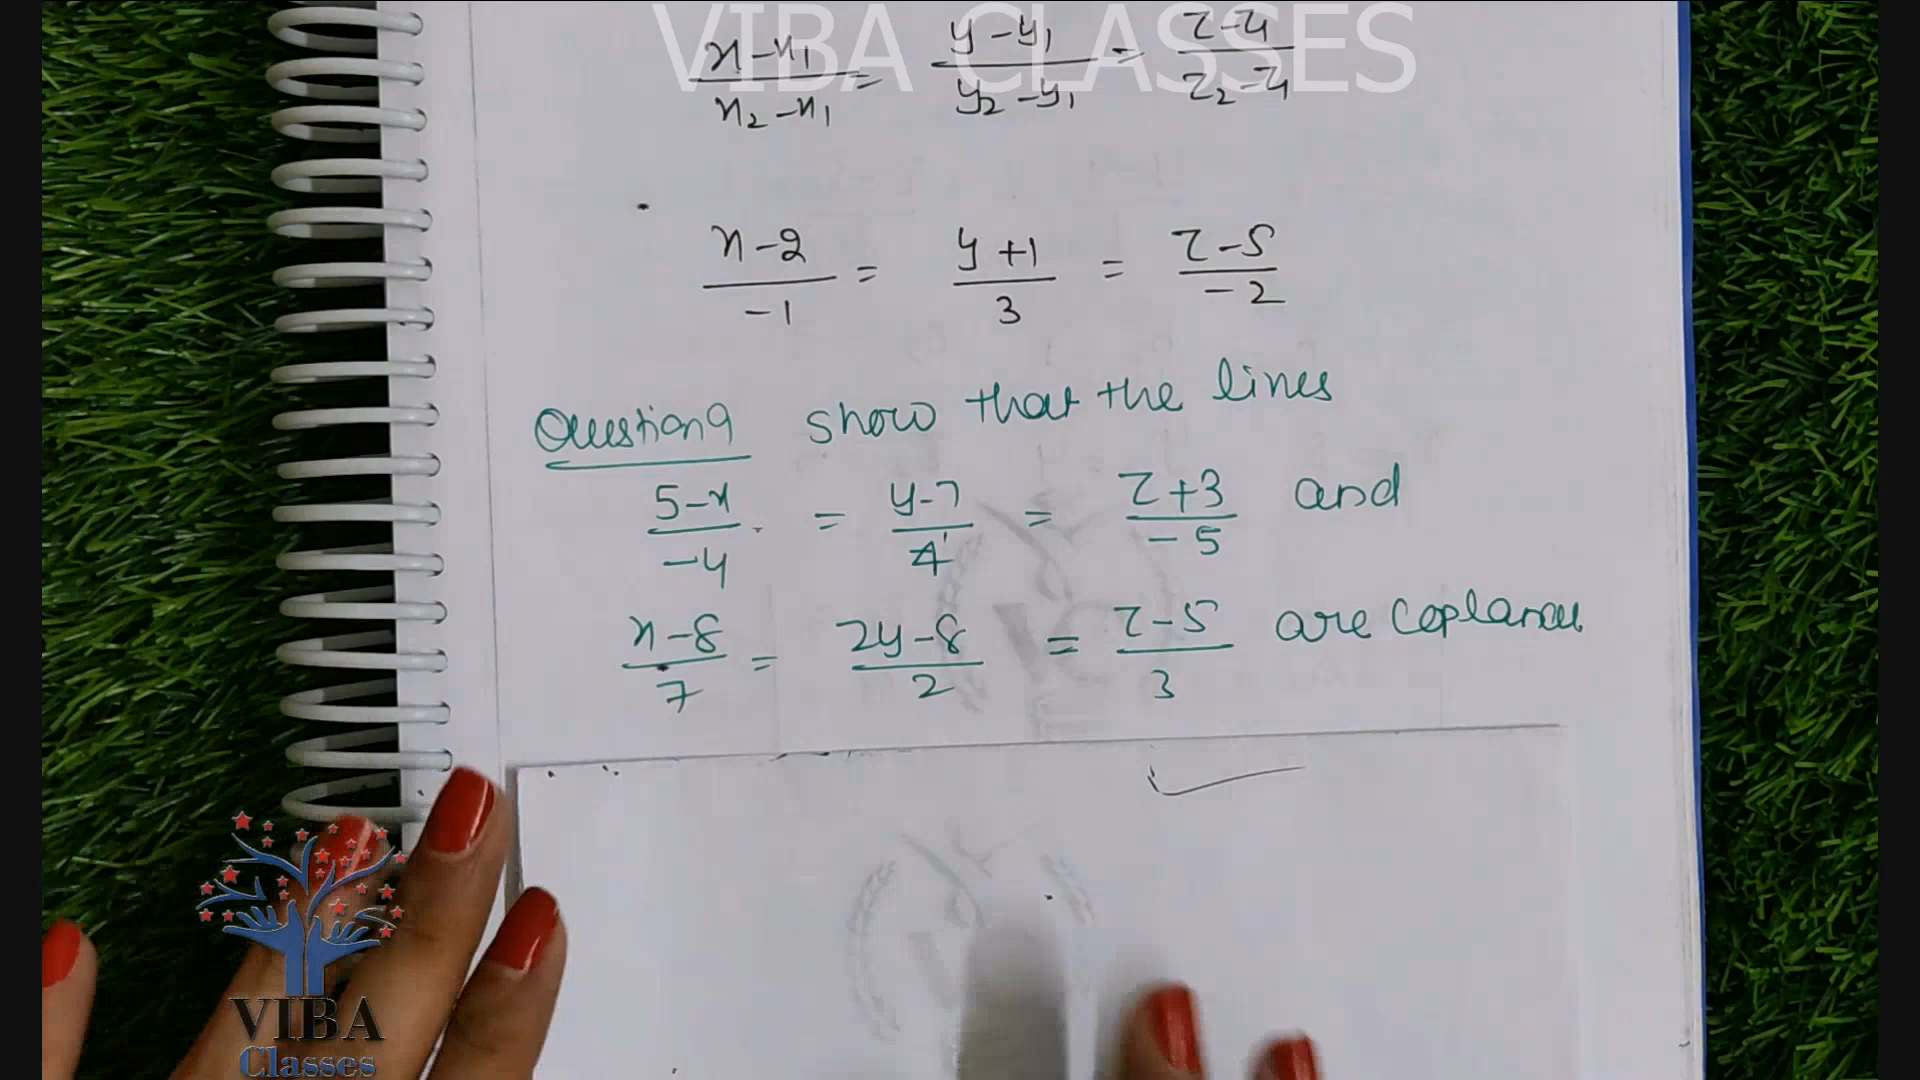 VIBA CLASSES
x-x₁/x₂-x₁ = y-y₁/y₂-y₁ = z-z₁/z₂-z₁
x-2/-1 = y+1/3 = z-5/-2
Question 9 show that the lines
5-x/-4 = y-7/4 = z+3/-5 and
x-8/7 = 2y-8/2 = z-5/3 are coplanar
VIBA
Classes